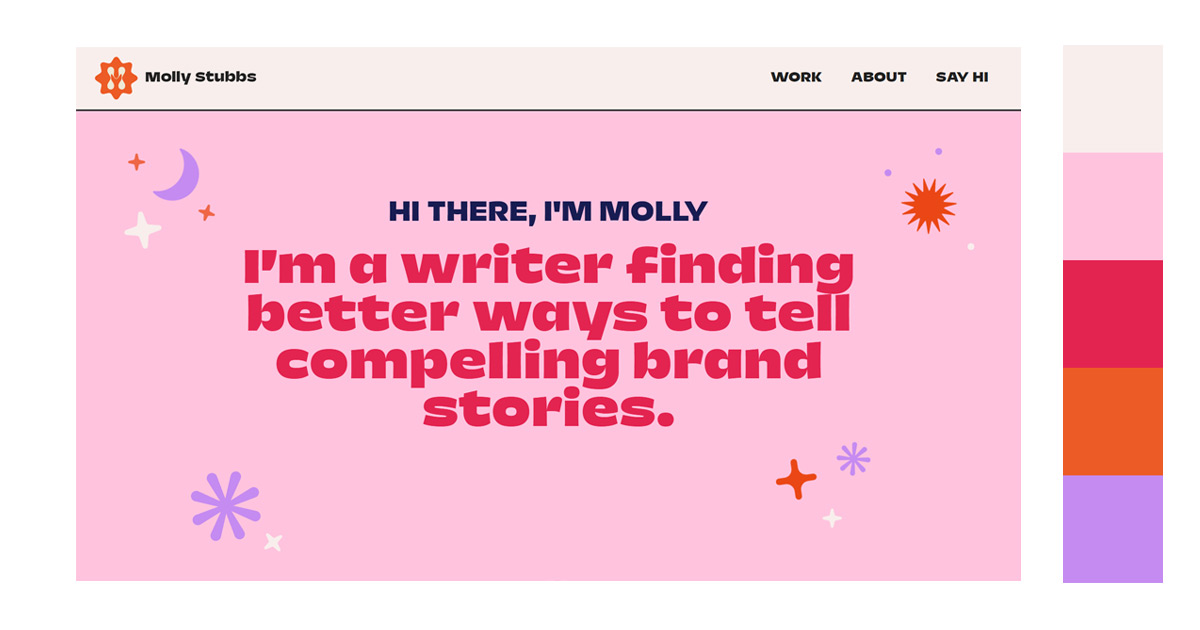 Molly Stubbs
WORK
ABOUT
SAY HI
HI THERE, I'M MOLLY
I'm a writer finding
better ways to tell
compelling brand
stories.